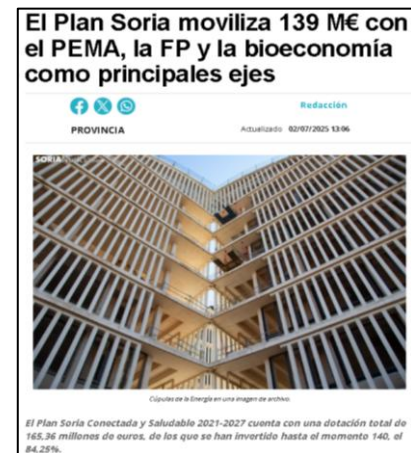 El Plan Soria moviliza 139 M€ con
el PEMA, la FP y la bioeconomía
como principales ejes
Redacción
PROVINCIA
Actualizado 02/07/2025 13:06
SORIA
Cúpulas de la Energía en una imagen de archivo.
El Plan Soria Conectada y Saludable 2021-2027 cuenta con una dotación total de
165,36 millones de euros, de los que se han invertido hasta el momento 140, el
84,25%.